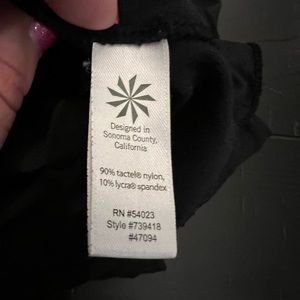 Designed in
Sonoma County,
California
90% tactel® nylon,
10% lycra® spandex
RN #54023
Style #739418
#47094